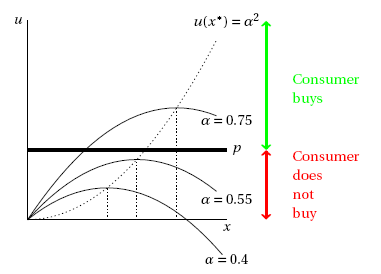 u
u(x*) = α²
Consumer
buys
α = 0.75
p
Consumer
does
not
buy
α = 0.55
x
α = 0.4